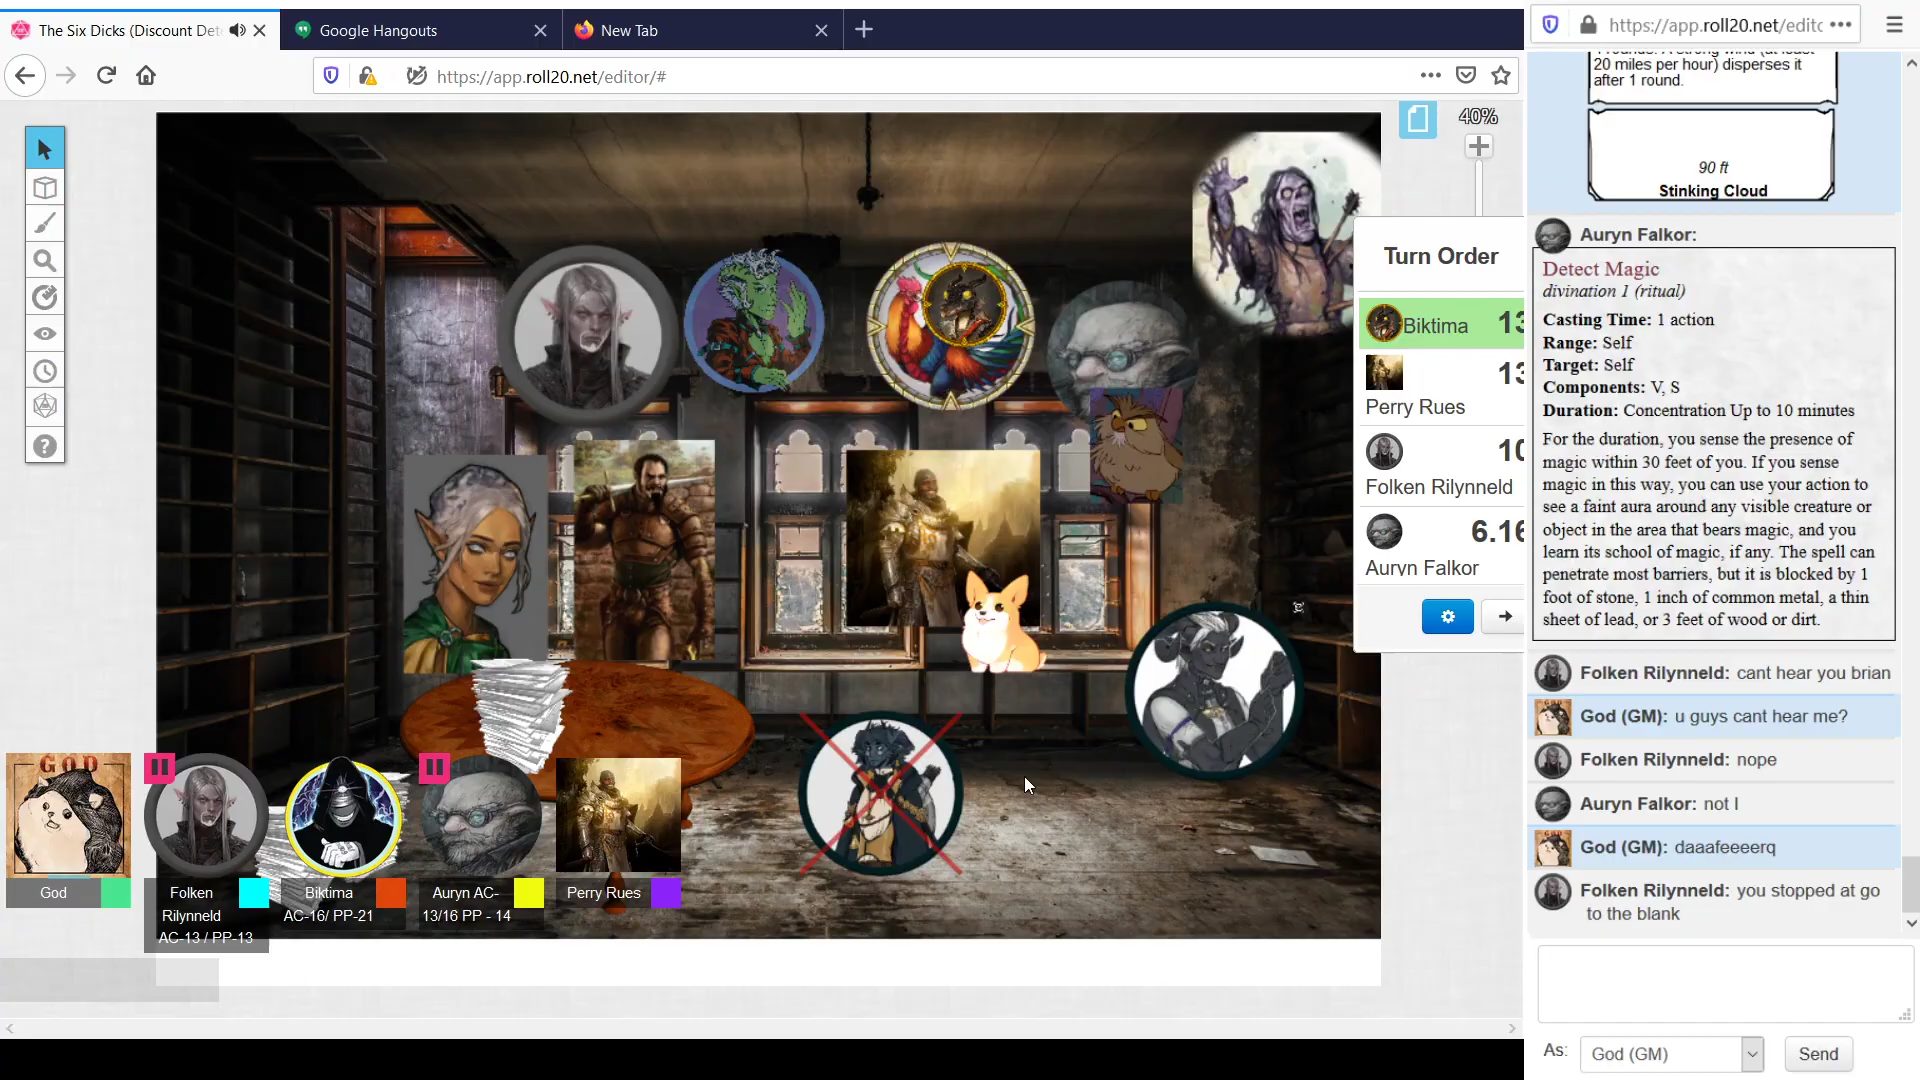 The Six Dicks (Discount Det
Google Hangouts
New Tab
https://app.roll20.net/editor/#
https://app.roll20.net/editc
40%
20 miles per hour) disperses it
after 1 round.
90 ft
Stinking Cloud
Turn Order
Biktima 13
13
Perry Rues
10
Folken Rilynneld
6.16
Auryn Falkor
Auryn Falkor:
Detect Magic
divination 1 (ritual)
Casting Time: 1 action
Range: Self
Target: Self
Components: V, S
Duration: Concentration Up to 10 minutes
For the duration, you sense the presence of
magic within 30 feet of you. If you sense
magic in this way, you can use your action to
see a faint aura around any visible creature or
object in the area that bears magic, and you
learn its school of magic, if any. The spell can
penetrate most barriers, but it is blocked by 1
foot of stone, 1 inch of common metal, a thin
sheet of lead, or 3 feet of wood or dirt.
Folken Rilynneld: cant hear you brian
God (GM): u guys cant hear me?
Folken Rilynneld: nope
Auryn Falkor: not I
God (GM): daaafeeeerq
Folken Rilynneld: you stopped at go
to the blank
As: God (GM) Send
GOD
God
Folken
Rilynneld
AC-13 / PP-13
Biktima
AC-16/ PP-21
Auryn AC-
13/16 PP - 14
Perry Rues